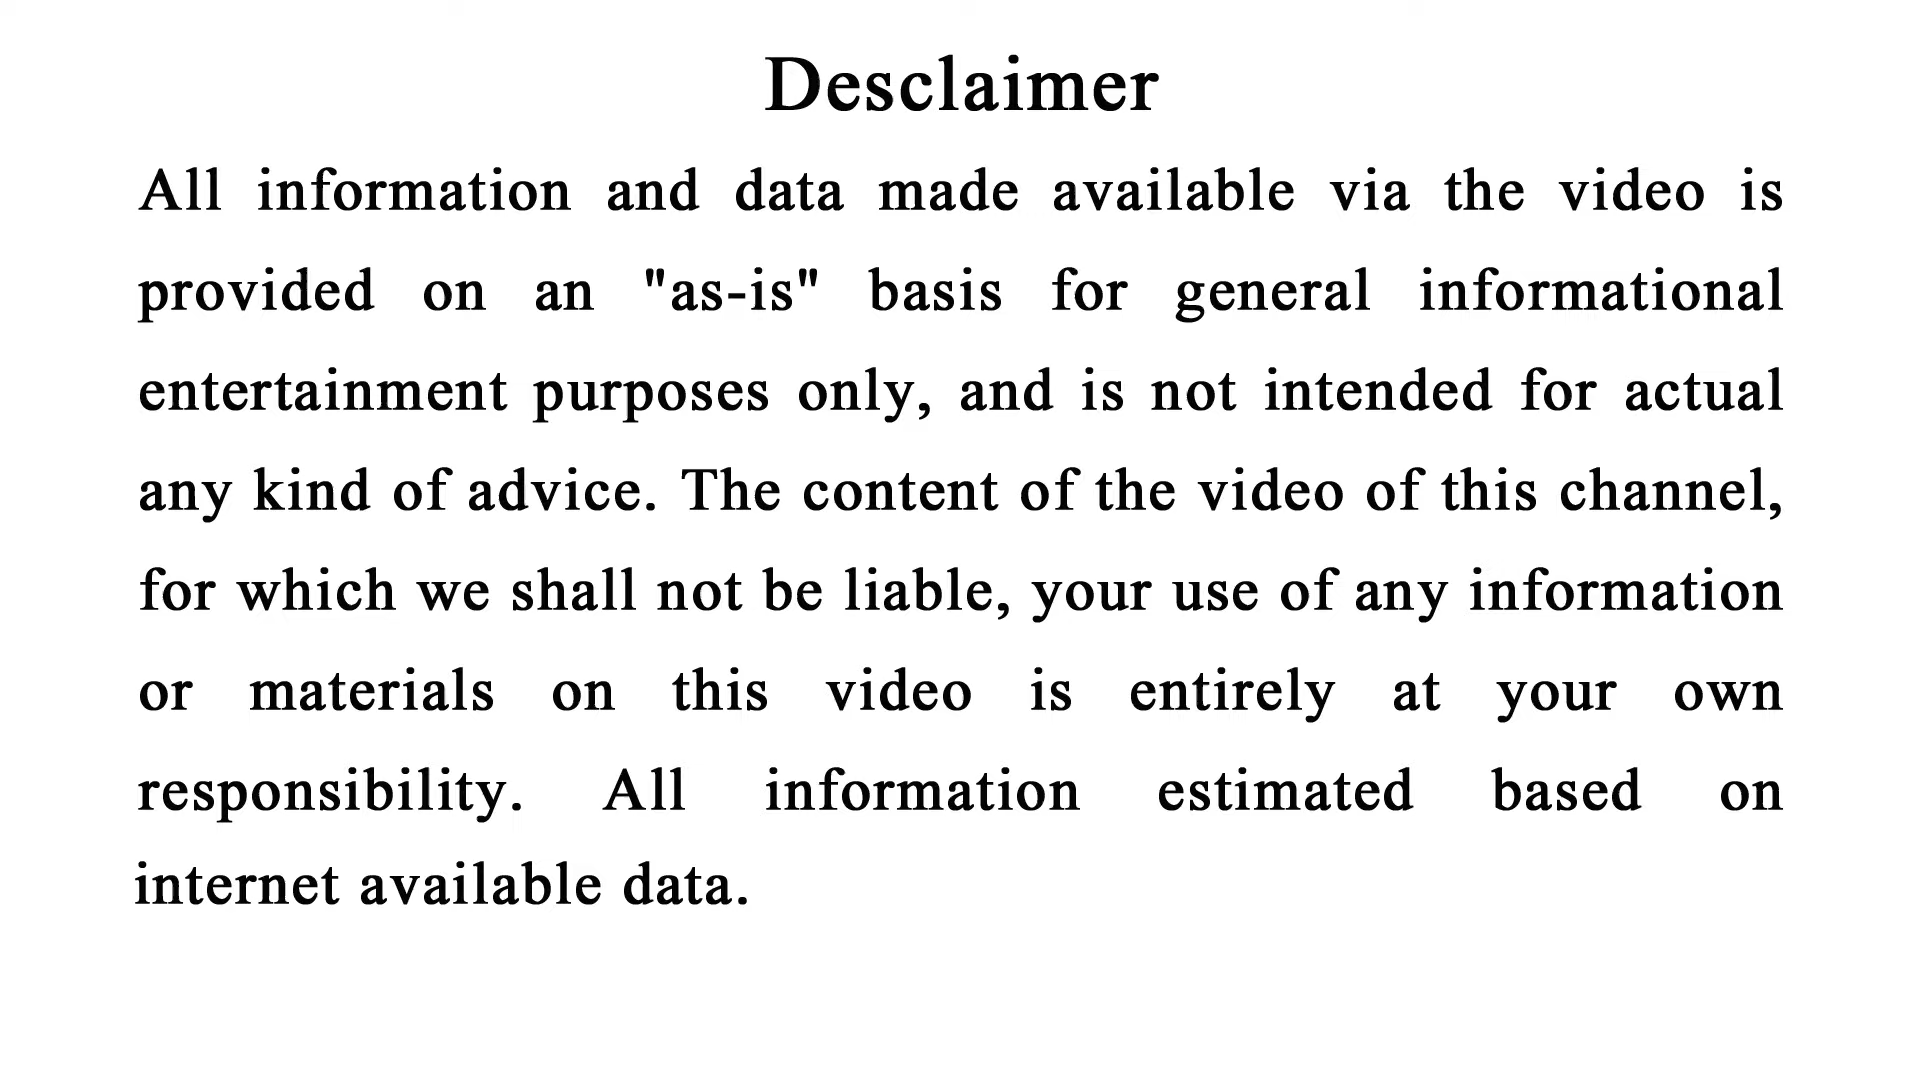 Desclaimer
All information and data made available via the video is
provided on an "as-is" basis for general informational
entertainment purposes only, and is not intended for actual
any kind of advice. The content of the video of this channel,
for which we shall not be liable, your use of any information
or materials on this video is entirely at your own
responsibility. All information estimated based on
internet available data.